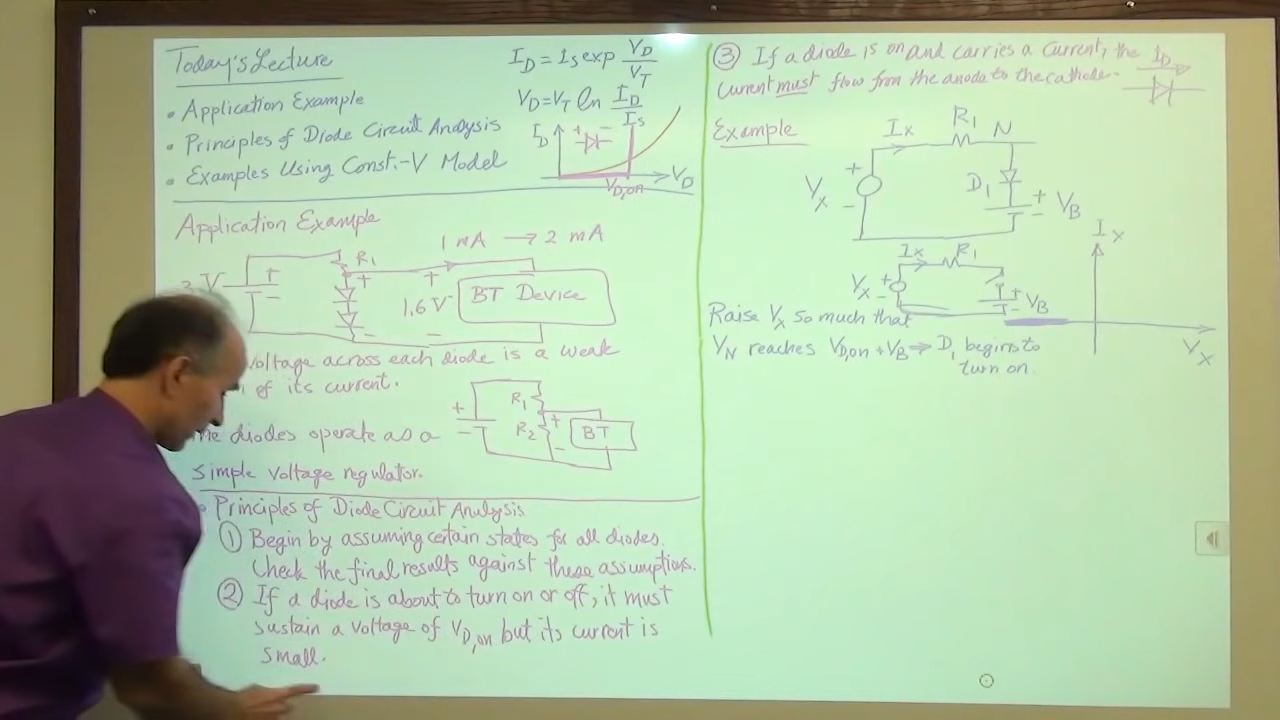 Today's Lecture
• Application Example
• Principles of Diode Circuit Analysis
• Examples Using Const.-V Model
I_D = I_S exp V_D/V_T
V_D = V_T ln I_D/I_S
I_D
+ −
V_D,on
V_D
Application Example
1 mA → 2 mA
3 V
+
−
R1
+
−
+
1.6 V
−
BT Device
voltage across each diode is a weak
of its current.
diodes operate as a
simple voltage regulator.
+
−
R1
R2
+
−
BT
• Principles of Diode Circuit Analysis
① Begin by assuming certain states for all diodes.
Check the final results against these assumptions.
② If a diode is about to turn on or off, it must
sustain a voltage of V_D,on but its current is
small.
③ If a diode is on and carries a current, the
current must flow from the anode to the cathode.
I_D
Example
I_X
R1
N
V_X
+
−
D1
+
−
V_B
I_X
I_X
R1
V_X
+
−
+
−
V_B
V_X
Raise V_X so much that
V_N reaches V_D,on + V_B ⇒ D1 begins to
turn on.